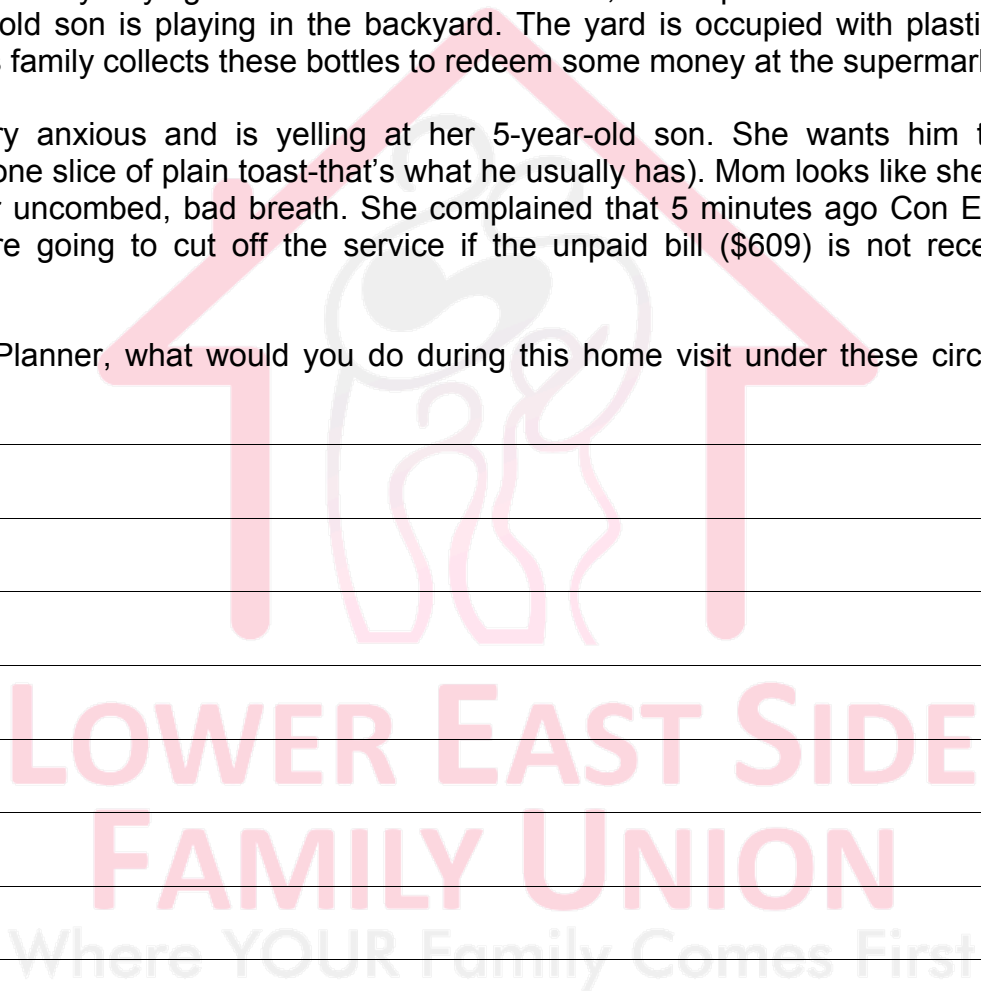 old son is playing in the backyard. The yard is occupied with plasti
family collects these bottles to redeem some money at the supermar
ry anxious and is yelling at her 5-year-old son. She wants him t
one slice of plain toast-that's what he usually has). Mom looks like she
uncombed, bad breath. She complained that 5 minutes ago Con E
re going to cut off the service if the unpaid bill ($609) is not rece
Planner, what would you do during this home visit under these circ
LOWER EAST SIDE
FAMILY UNION
Where YOUR Family Comes First